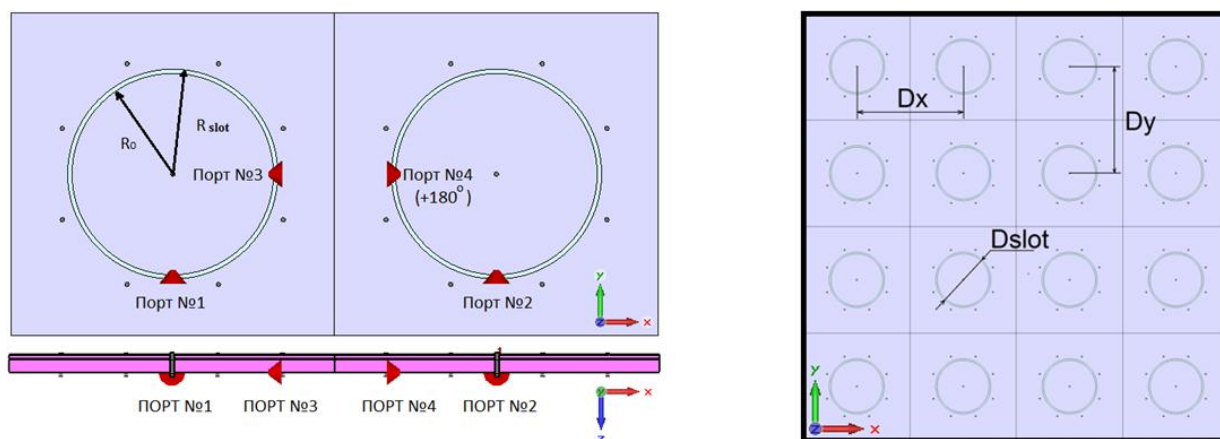 R₀
R slot
Порт №3
Порт №4
(+180°)
Порт №1
Порт №2
y
z
x
ПОРТ №1
ПОРТ №3
ПОРТ №4
ПОРТ №2
x
z
Dx
Dy
Dslot
y
z
x